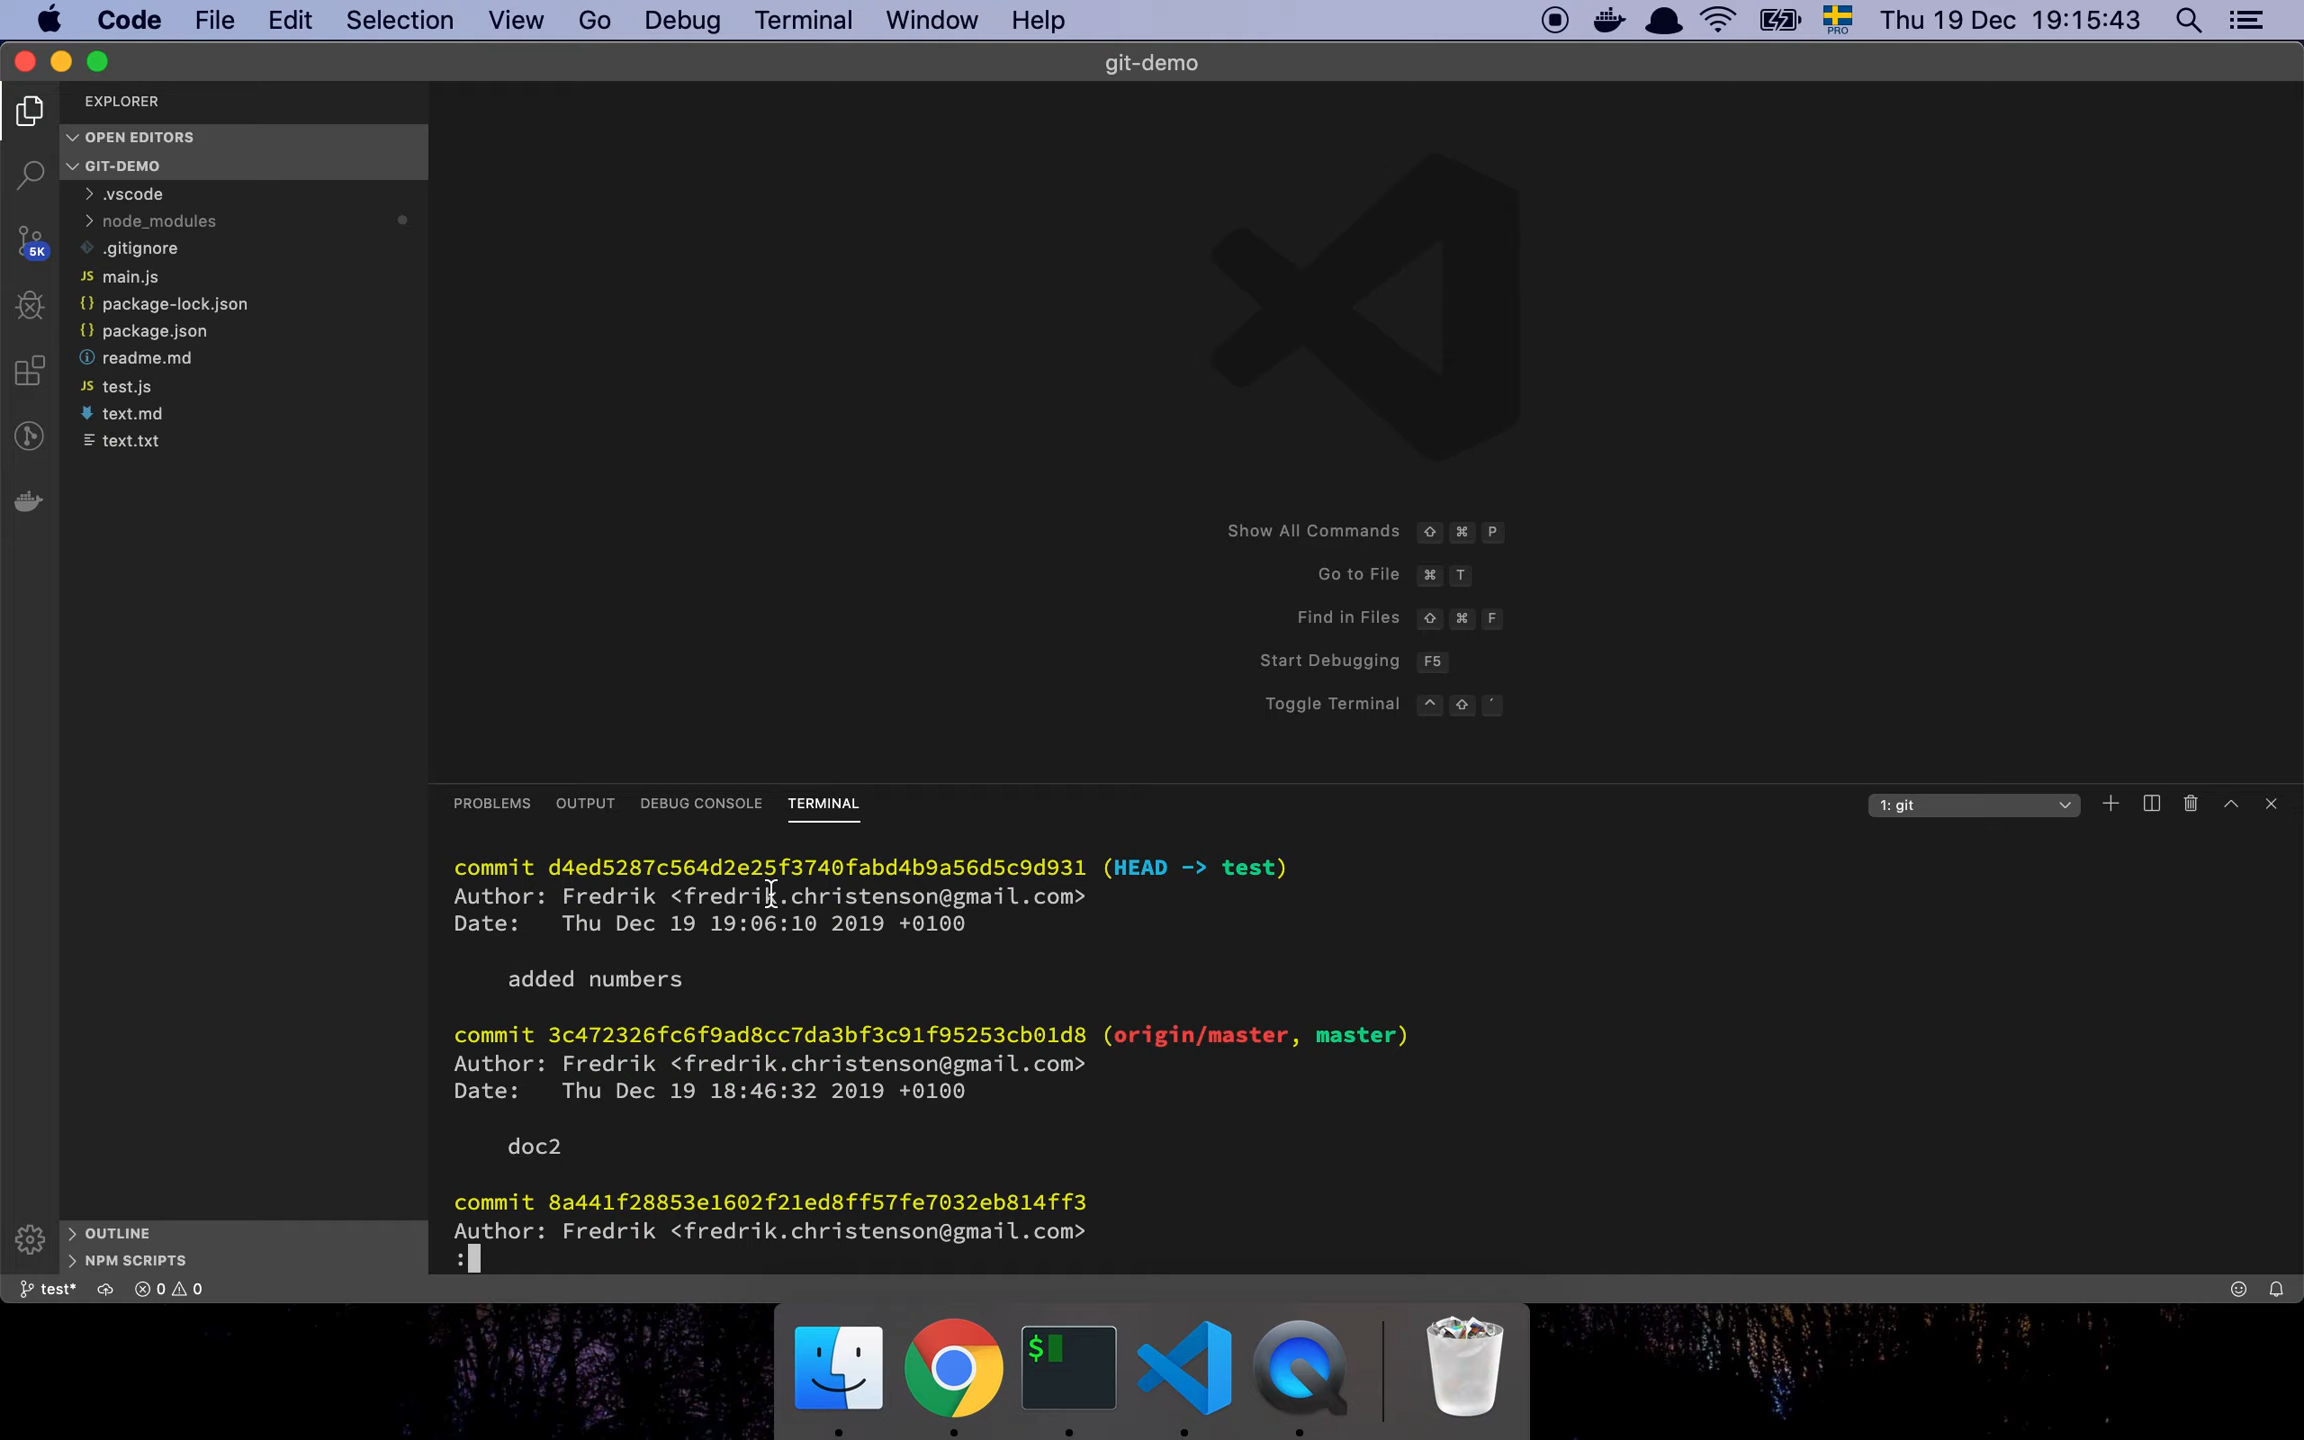 Code File Edit Selection View Go Debug Terminal Window Help PRO Thu 19 Dec 19:15:43
git-demo
EXPLORER
OPEN EDITORS
GIT-DEMO
.vscode
node_modules
.gitignore
JS main.js
{} package-lock.json
{} package.json
readme.md
JS test.js
text.md
text.txt
5K
OUTLINE
NPM SCRIPTS
Show All Commands ⇧ ⌘ P
Go to File ⌘ T
Find in Files ⇧ ⌘ F
Start Debugging F5
Toggle Terminal ^ ⇧ ´
PROBLEMS OUTPUT DEBUG CONSOLE TERMINAL 1: git
commit d4ed5287c564d2e25f3740fabd4b9a56d5c9d931 (HEAD -> test)
Author: Fredrik <fredrik.christenson@gmail.com>
Date: Thu Dec 19 19:06:10 2019 +0100
added numbers
commit 3c472326fc6f9ad8cc7da3bf3c91f95253cb01d8 (origin/master, master)
Author: Fredrik <fredrik.christenson@gmail.com>
Date: Thu Dec 19 18:46:32 2019 +0100
doc2
commit 8a441f28853e1602f21ed8ff57fe7032eb814ff3
Author: Fredrik <fredrik.christenson@gmail.com>
:
test* 0 0
$